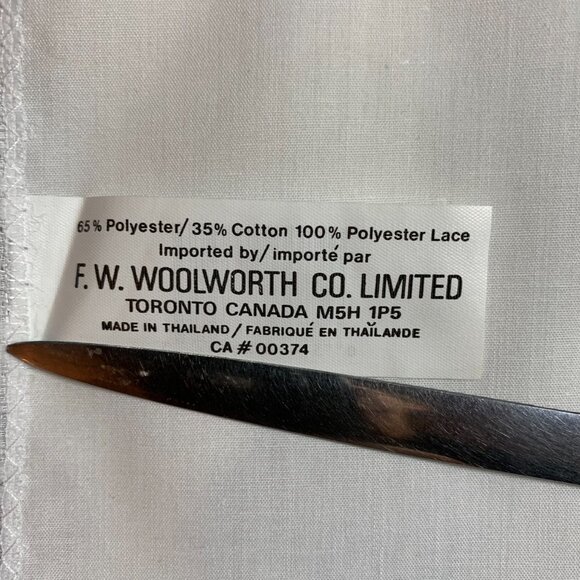 65% Polyester/ 35% Cotton 100% Polyester Lace
Imported by/ importé par
F. W. WOOLWORTH CO. LIMITED
TORONTO CANADA M5H 1P5
MADE IN THAILAND / FABRIQUÉ EN THAÏLANDE
CA # 00374